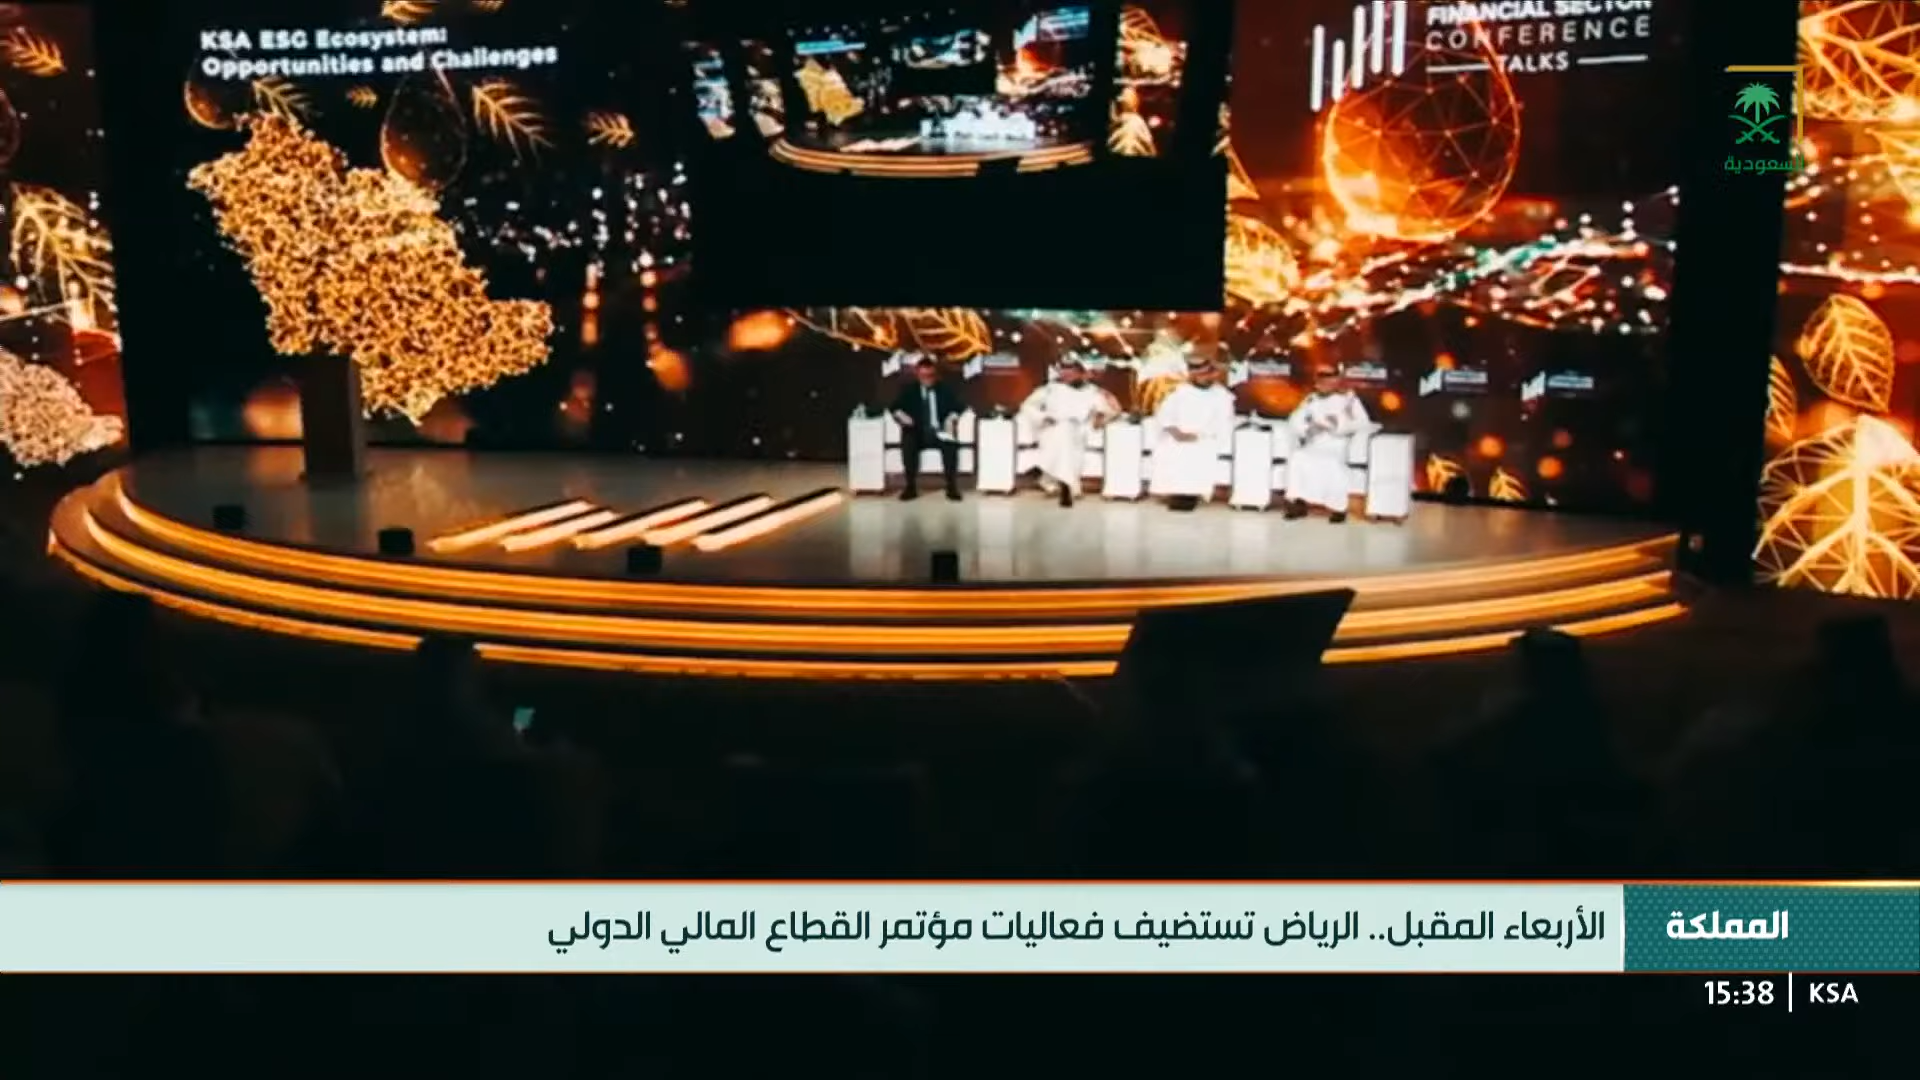 KSA ESG Ecosystem:
Opportunities and Challenges
FINANCIAL SECTOR
CONFERENCE
TALKS
السعودية
المملكة
الأربعاء المقبل.. الرياض تستضيف فعاليات مؤتمر القطاع المالي الدولي
15:38 | KSA